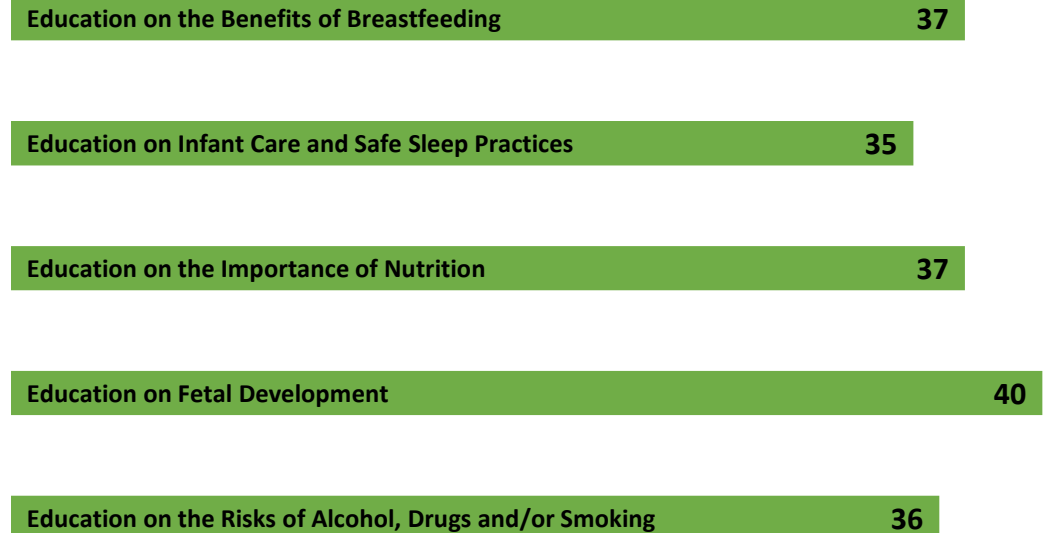 Education on the Benefits of Breastfeeding 37
Education on Infant Care and Safe Sleep Practices 35
Education on the Importance of Nutrition 37
Education on Fetal Development 40
Education on the Risks of Alcohol, Drugs and/or Smoking 36